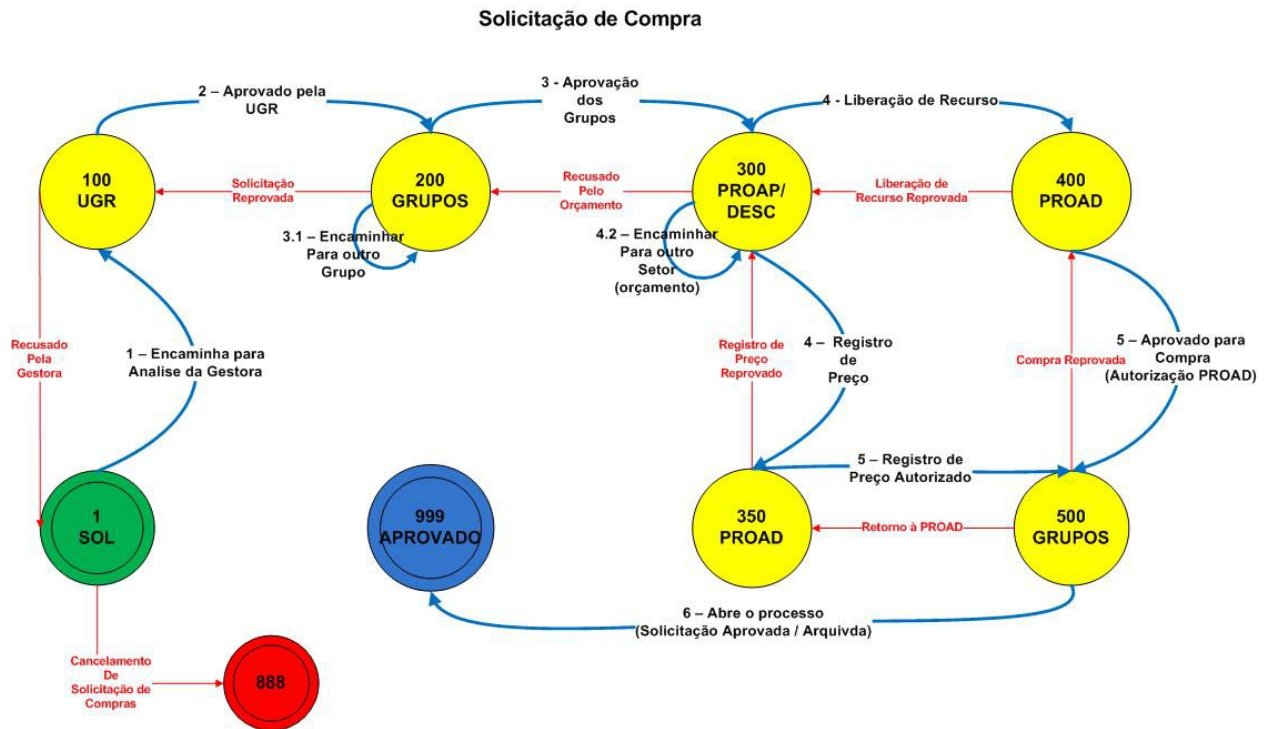 Solicitação de Compra
2 – Aprovado pela
UGR
3 - Aprovação
dos
Grupos
4 - Liberação de Recurso
100
UGR
Solicitação
Reprovada
200
GRUPOS
Recusado
Pelo
Orçamento
300
PROAP/
DESC
Liberação de
Recurso Reprovada
400
PROAD
3.1 – Encaminhar
Para outro
Grupo
4.2 – Encaminhar
Para outro
Setor
(orçamento)
Recusado
Pela
Gestora
1 – Encaminha para
Analise da Gestora
Registro de
Preço
Reprovado
4 – Registro
de
Preço
Compra Reprovada
5 – Aprovado para
Compra
(Autorização PROAD)
5 – Registro de
Preço Autorizado
1
SOL
999
APROVADO
350
PROAD
Retorno à PROAD
500
GRUPOS
6 – Abre o processo
(Solicitação Aprovada / Arquivda)
Cancelamento
De
Solicitação de
Compras
888